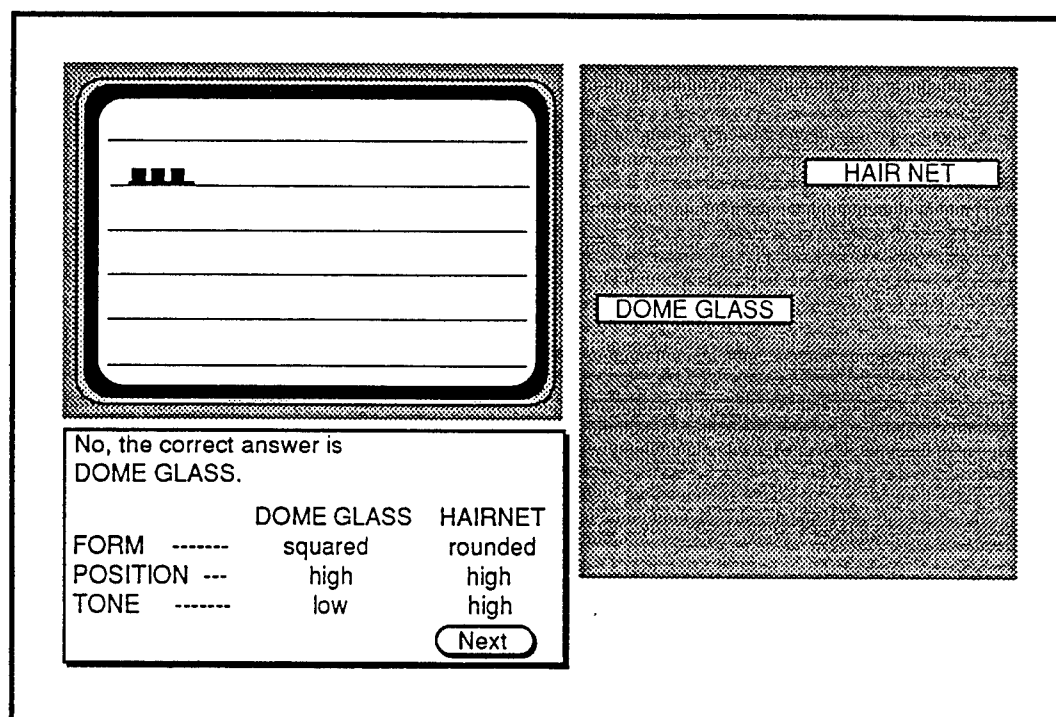 HAIR NET
DOME GLASS
No, the correct answer is
DOME GLASS.
DOME GLASS HAIRNET
FORM ------- squared rounded
POSITION --- high high
TONE ------- low high
Next